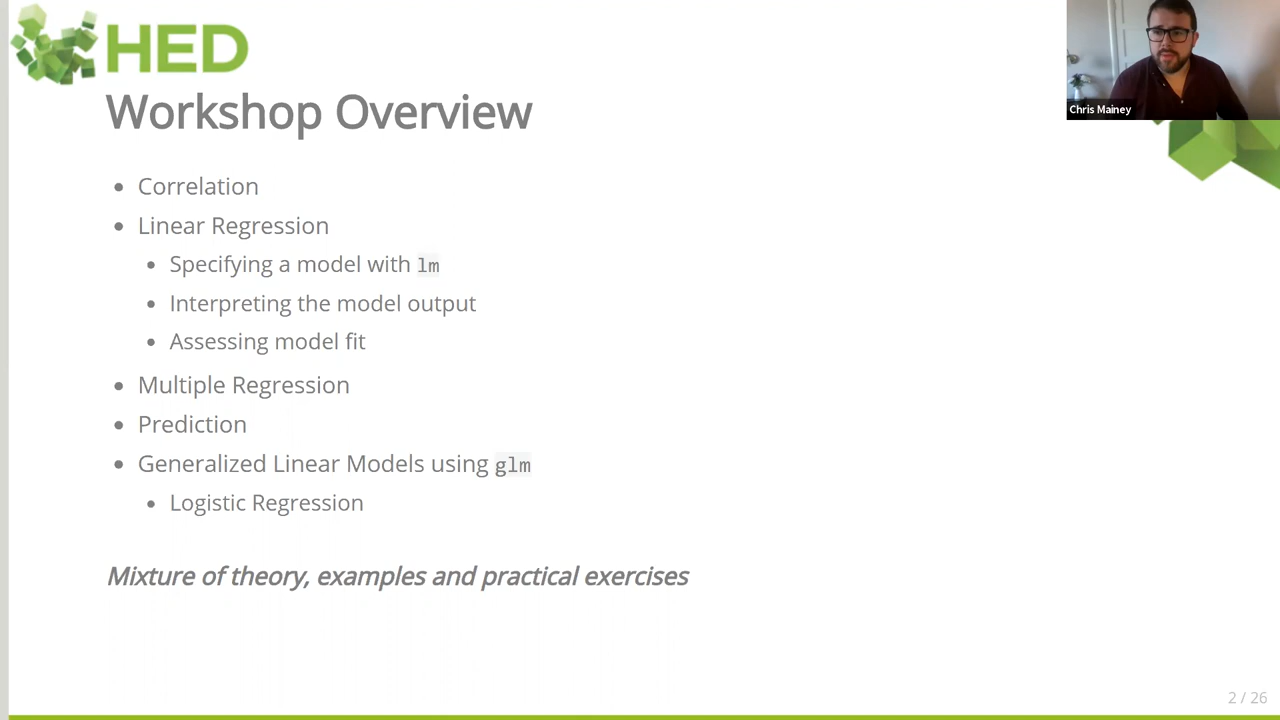 HED
Chris Mainey
Workshop Overview
Correlation
Linear Regression
Specifying a model with lm
Interpreting the model output
Assessing model fit
Multiple Regression
Prediction
Generalized Linear Models using glm
Logistic Regression
Mixture of theory, examples and practical exercises
2 / 26